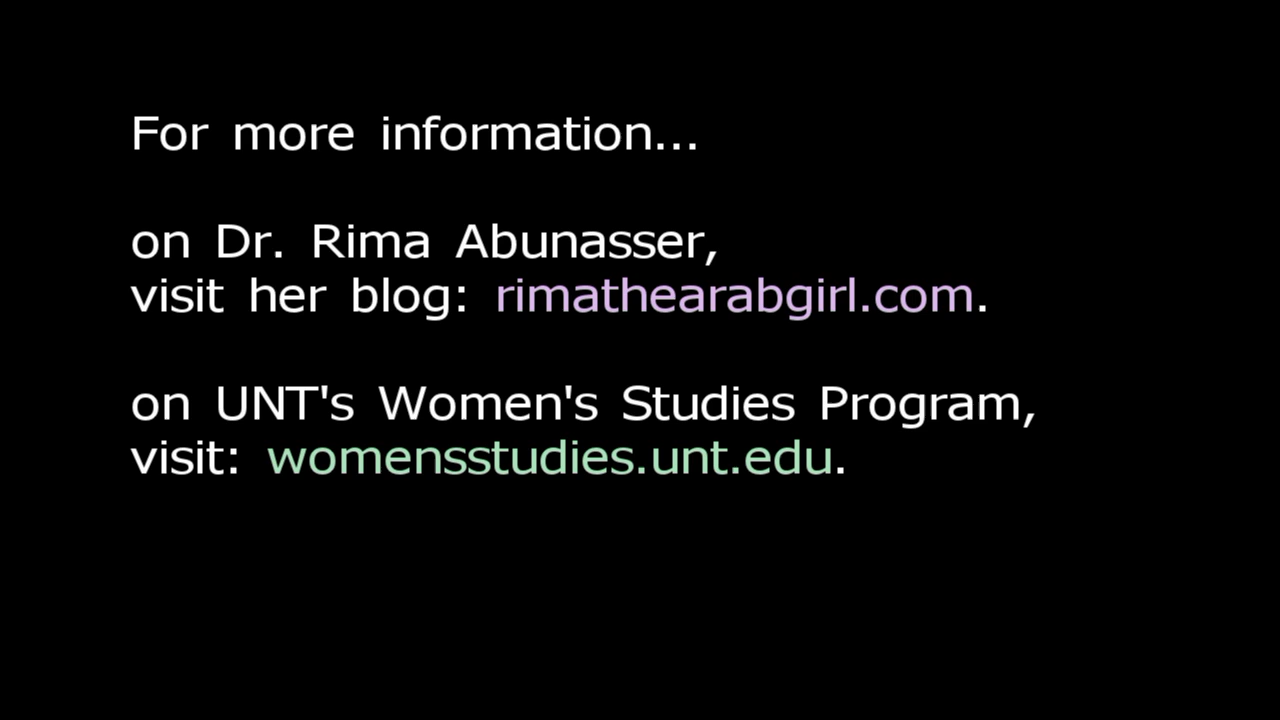 For more information...
on Dr. Rima Abunasser,
visit her blog: rimathearabgirl.com.
on UNT's Women's Studies Program,
visit: womensstudies.unt.edu.